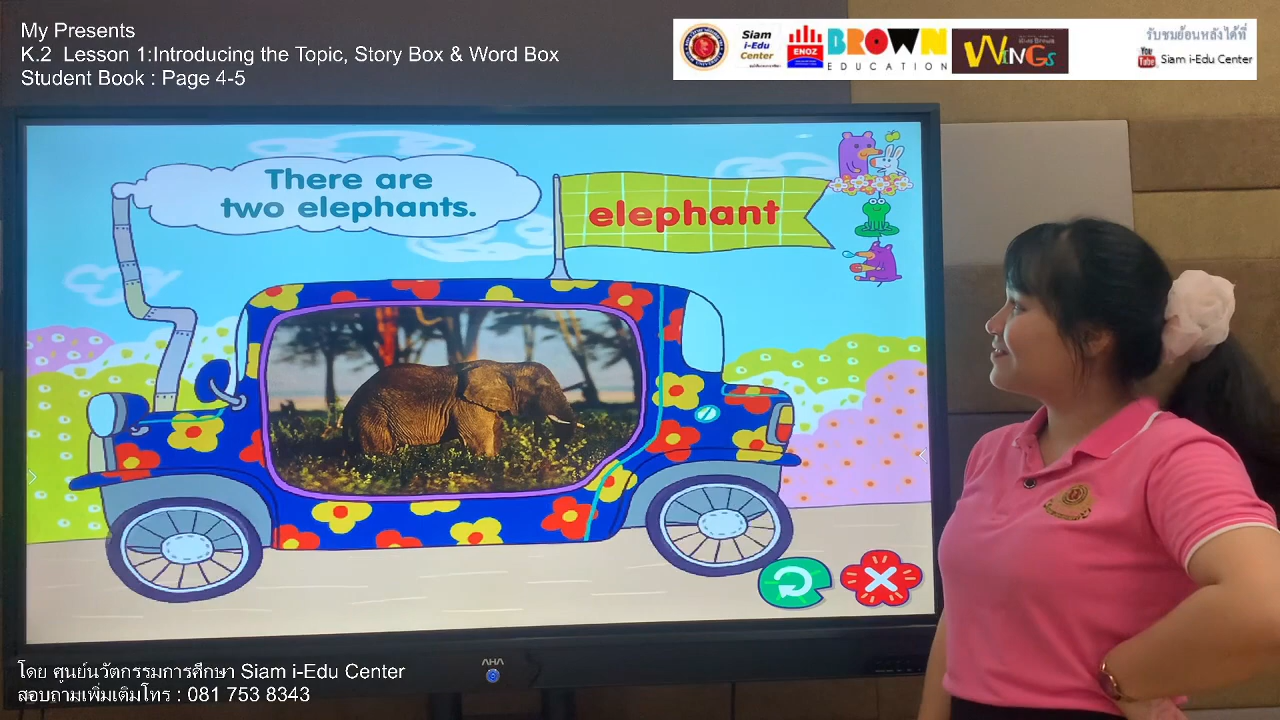 My Presents
K.2 Lesson 1:Introducing the Topic, Story Box & Word Box
Student Book : Page 4-5
Siam
i-Edu
Center
ENOZ
BROWN
EDUCATION
WiNGs
รับชมย้อนหลังได้ที่
You
Tube
Siam i-Edu Center
There are
two elephants.
elephant
AHA
โดย ศูนย์นวัตกรรมการศึกษา Siam i-Edu Center
สอบถามเพิ่มเติมโทร : 081 753 8343